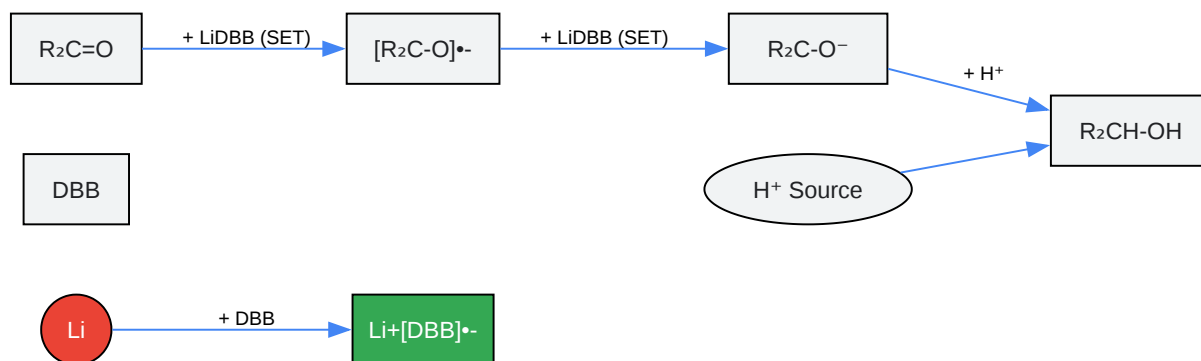 R₂C=O
+ LiDBB (SET)
[R₂C-O]•-
+ LiDBB (SET)
R₂C-O⁻
+ H⁺
R₂CH-OH
DBB
H⁺ Source
Li
+ DBB
Li+[DBB]•-